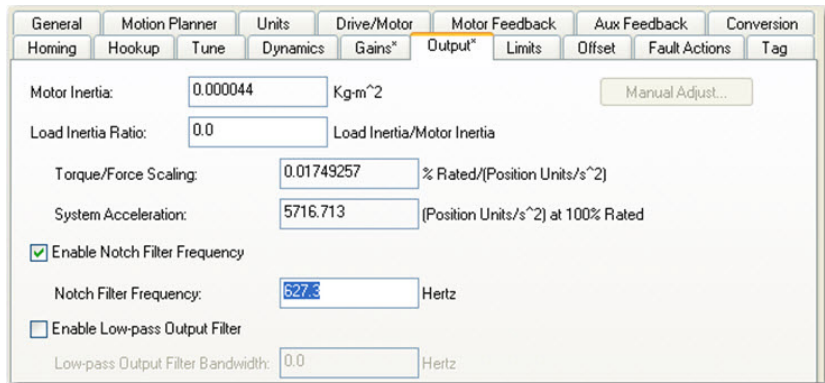 General Motion Planner Units Drive/Motor Motor Feedback Aux Feedback Conversion
Homing Hookup Tune Dynamics Gains* Output* Limits Offset Fault Actions Tag
Motor Inertia: 0.000044 Kg-m^2 Manual Adjust...
Load Inertia Ratio: 0.0 Load Inertia/Motor Inertia
Torque/Force Scaling: 0.01749257 % Rated/(Position Units/s^2)
System Acceleration: 5716.713 (Position Units/s^2) at 100% Rated
Enable Notch Filter Frequency
Notch Filter Frequency: 627.3 Hertz
Enable Low-pass Output Filter
Low-pass Output Filter Bandwidth: 0.0 Hertz